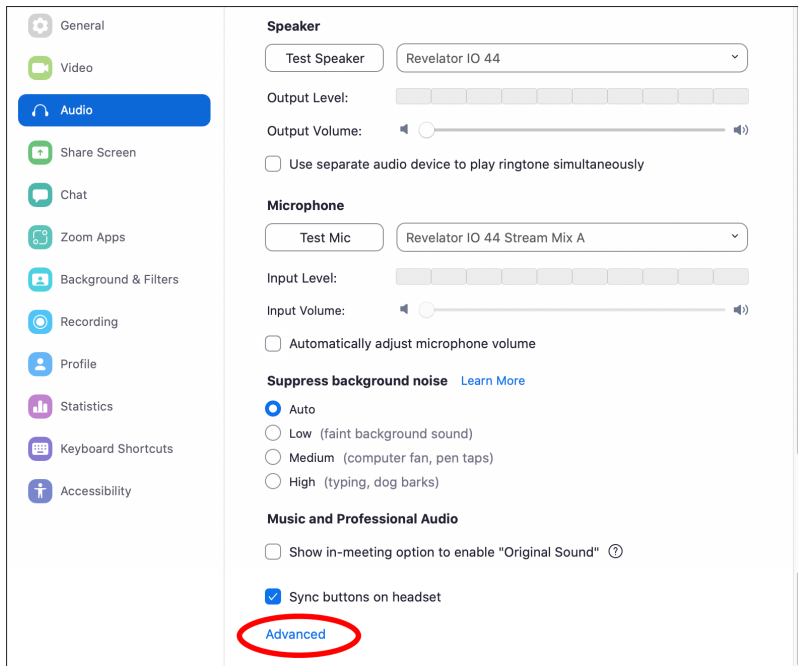 General
Video
Audio
Share Screen
Chat
Zoom Apps
Background & Filters
Recording
Profile
Statistics
Keyboard Shortcuts
Accessibility
Speaker
Test Speaker
Revelator IO 44
Output Level:
Output Volume:
Use separate audio device to play ringtone simultaneously
Microphone
Test Mic
Revelator IO 44 Stream Mix A
Input Level:
Input Volume:
Automatically adjust microphone volume
Suppress background noise Learn More
Auto
Low (faint background sound)
Medium (computer fan, pen taps)
High (typing, dog barks)
Music and Professional Audio
Show in-meeting option to enable "Original Sound" ?
Sync buttons on headset
Advanced